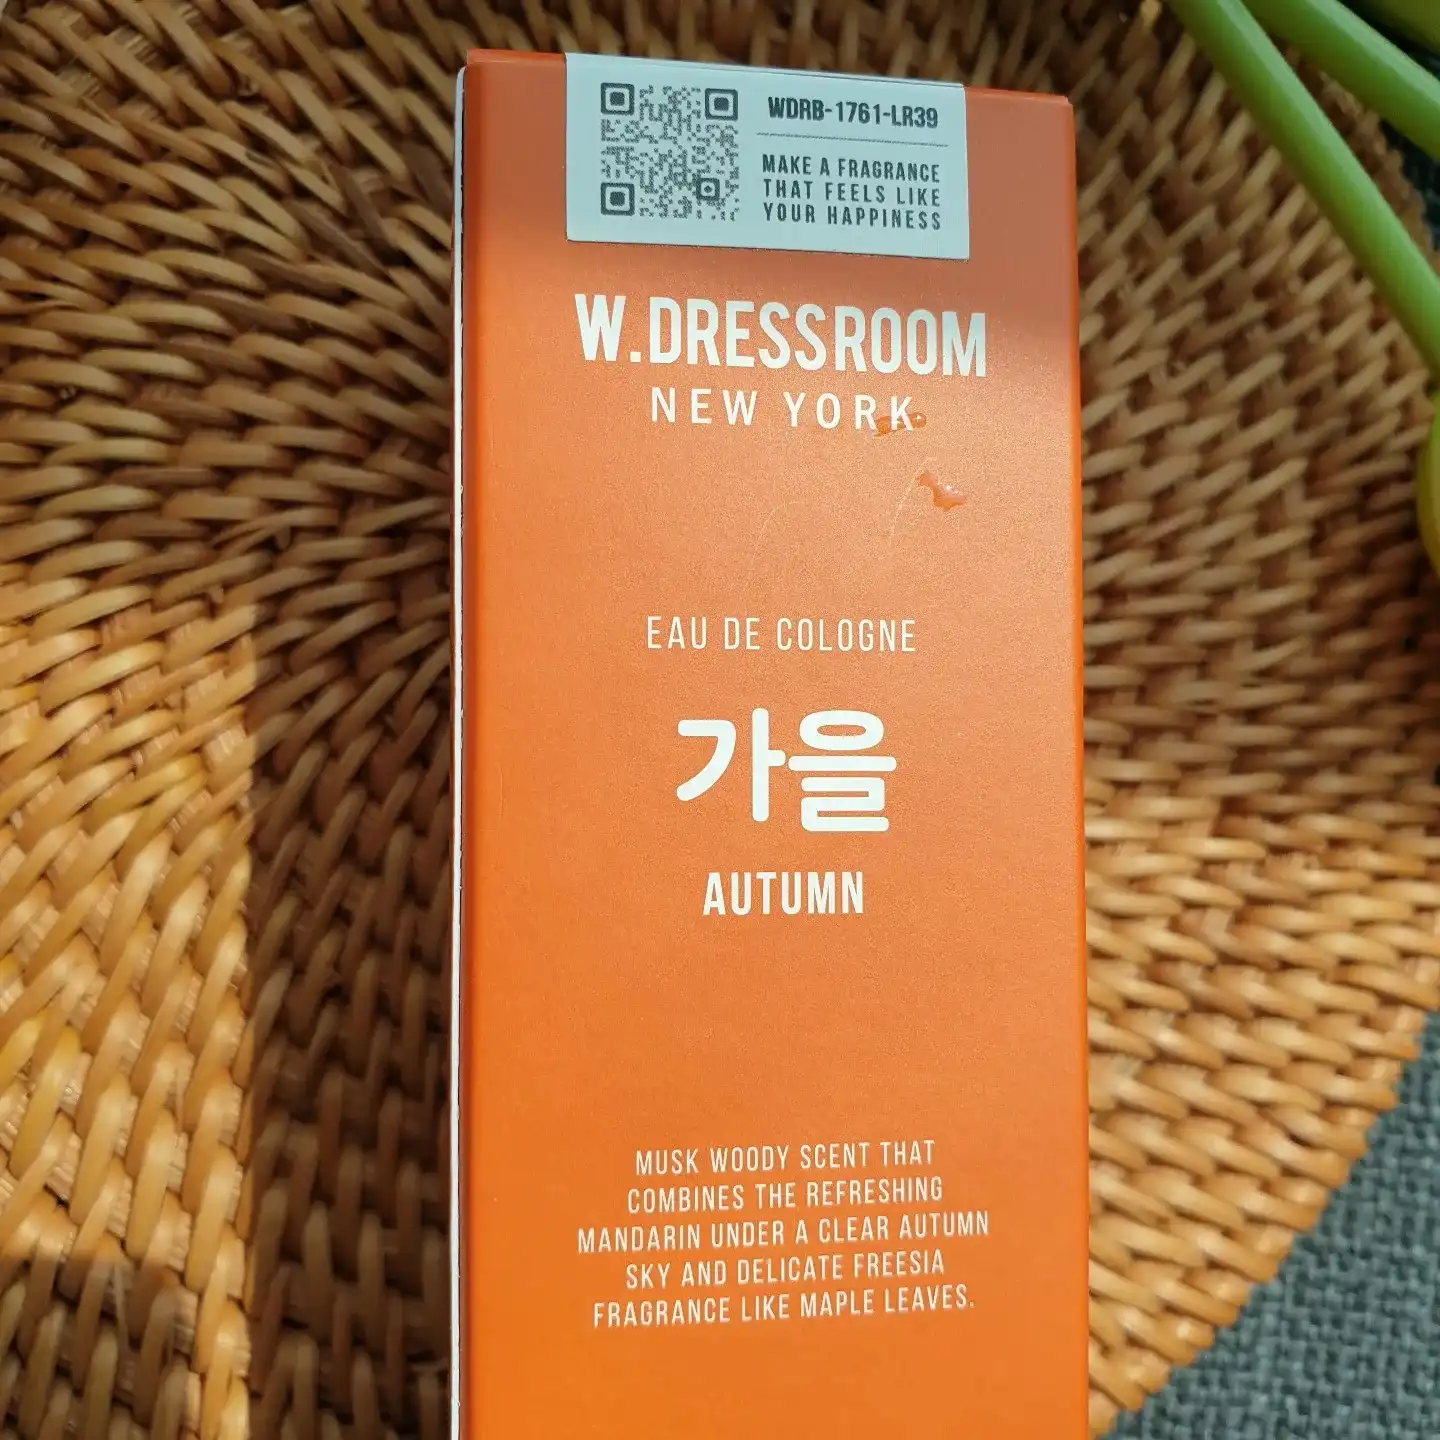 WDRB-1761-LR39
MAKE A FRAGRANCE
THAT FEELS LIKE
YOUR HAPPINESS
W.DRESSROOM
NEW YORK
EAU DE COLOGNE
가을
AUTUMN
MUSK WOODY SCENT THAT
COMBINES THE REFRESHING
MANDARIN UNDER A CLEAR AUTUMN
SKY AND DELICATE FREESIA
FRAGRANCE LIKE MAPLE LEAVES.